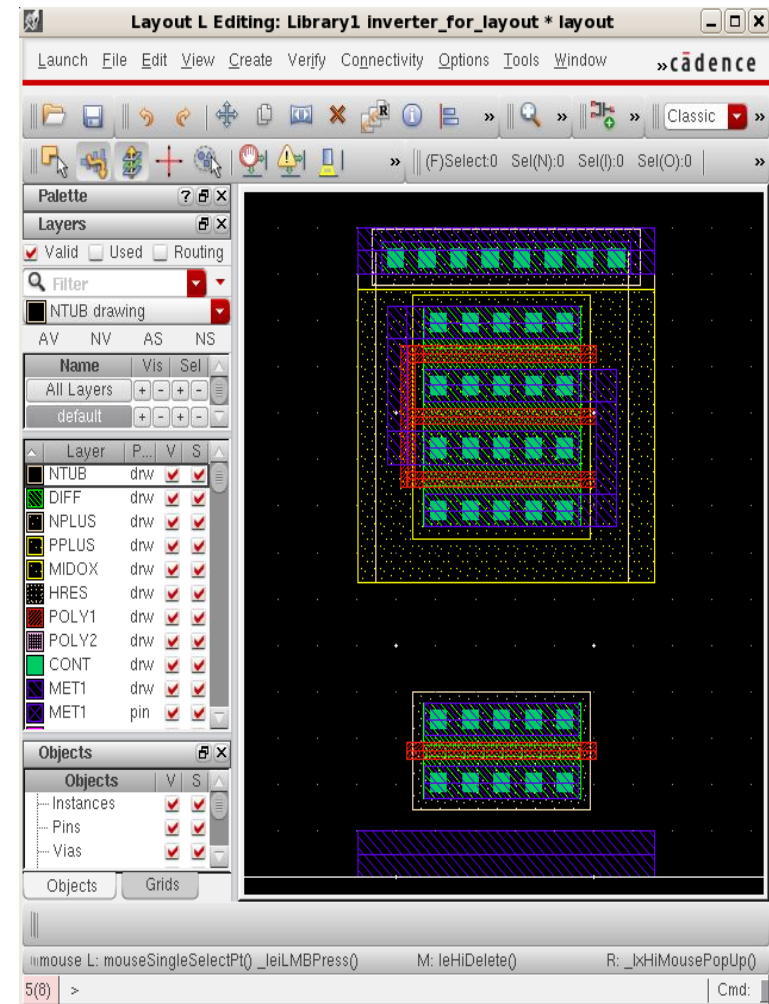 Layout L Editing: Library1 inverter_for_layout * layout
Launch File Edit View Create Verify Connectivity Options Tools Window » cādence
R » » » Classic »
» (F)Select:0 Sel(N):0 Sel(I):0 Sel(O):0 »
Palette
Layers
Valid Used Routing
Filter
NTUB drawing
AV NV AS NS
Name Vis Sel
All Layers + - + -
default + - + -
Layer P... V S
NTUB drw
DIFF drw
NPLUS drw
PPLUS drw
MIDOX drw
HRES drw
POLY1 drw
POLY2 drw
CONT drw
MET1 drw
MET1 pin
Objects
Objects V S
Instances
Pins
Vias
Objects Grids
mouse L: mouseSingleSelectPt() _leiLMBPress() M: leHiDelete() R: _lxHiMousePopUp()
5(8) > Cmd: